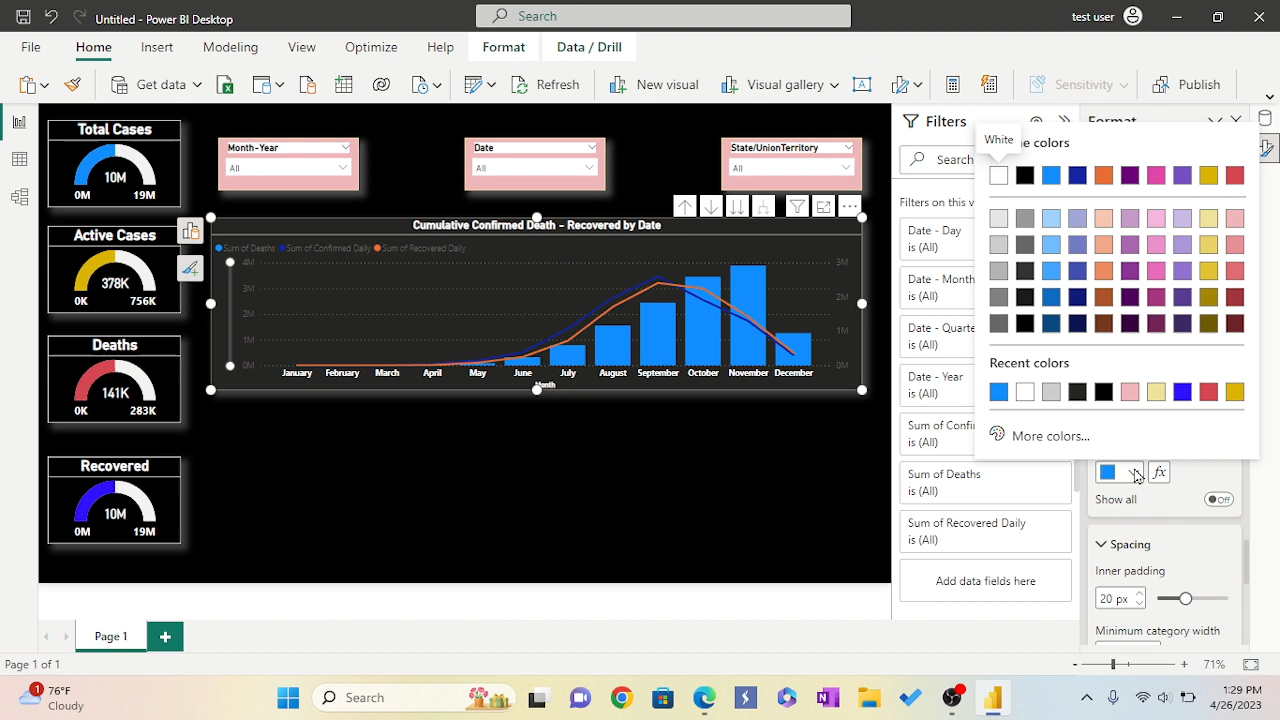 Untitled - Power BI Desktop
Search
test user
File
Home
Insert
Modeling
View
Optimize
Help
Format
Data / Drill
Get data
Refresh
New visual
Visual gallery
Sensitivity
Publish
Total Cases
10M
0M 19M
Active Cases
378K
0K 756K
Deaths
141K
0K 283K
Recovered
10M
0M 19M
Month-Year
All
Date
All
State/UnionTerritory
All
Cumulative Confirmed Death - Recovered by Date
Sum of Deaths Sum of Confirmed Daily Sum of Recovered Daily
4M
3M
2M
1M
0M
3M
2M
1M
0M
January February March April May June July August September October November December
Month
Filters
Search
Filters on this v
Date - Day
is (All)
Date - Month
is (All)
Date - Quarte
is (All)
Date - Year
is (All)
Sum of Confi
is (All)
Sum of Deaths
is (All)
Sum of Recovered Daily
is (All)
Add data fields here
Format
White
e colors
Recent colors
More colors...
fx
Show all
Off
Spacing
Inner padding
20 px
Minimum category width
Page 1
Page 1 of 1
- + 71%
1
76°F
Cloudy
Search
1:29 PM
4/26/2023